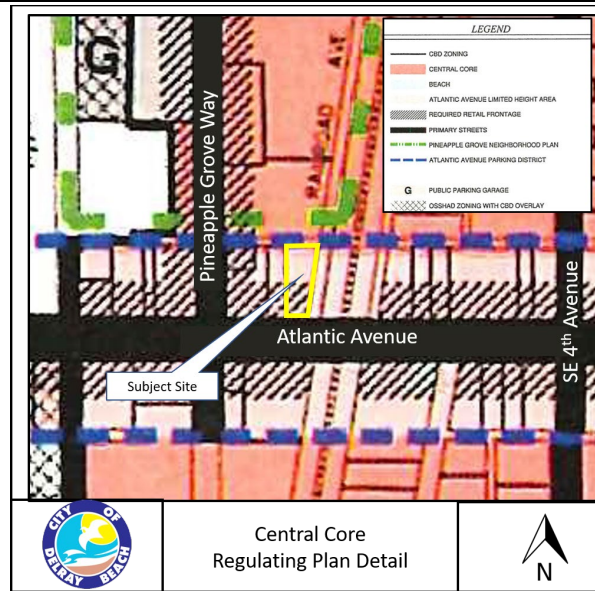 LEGEND
CBD ZONING
CENTRAL CORE
BEACH
ATLANTIC AVENUE LIMITED HEIGHT AREA
REQUIRED RETAIL FRONTAGE
PRIMARY STREETS
PINEAPPLE GROVE NEIGHBORHOOD PLAN
ATLANTIC AVENUE PARKING DISTRICT
G PUBLIC PARKING GARAGE
OSSHAD ZONING WITH CBD OVERLAY
G
Pineapple Grove Way
RAILROAD
Atlantic Avenue
SE 4th Avenue
Subject Site
CITY OF
DELRAY BEACH
Central Core
Regulating Plan Detail
N